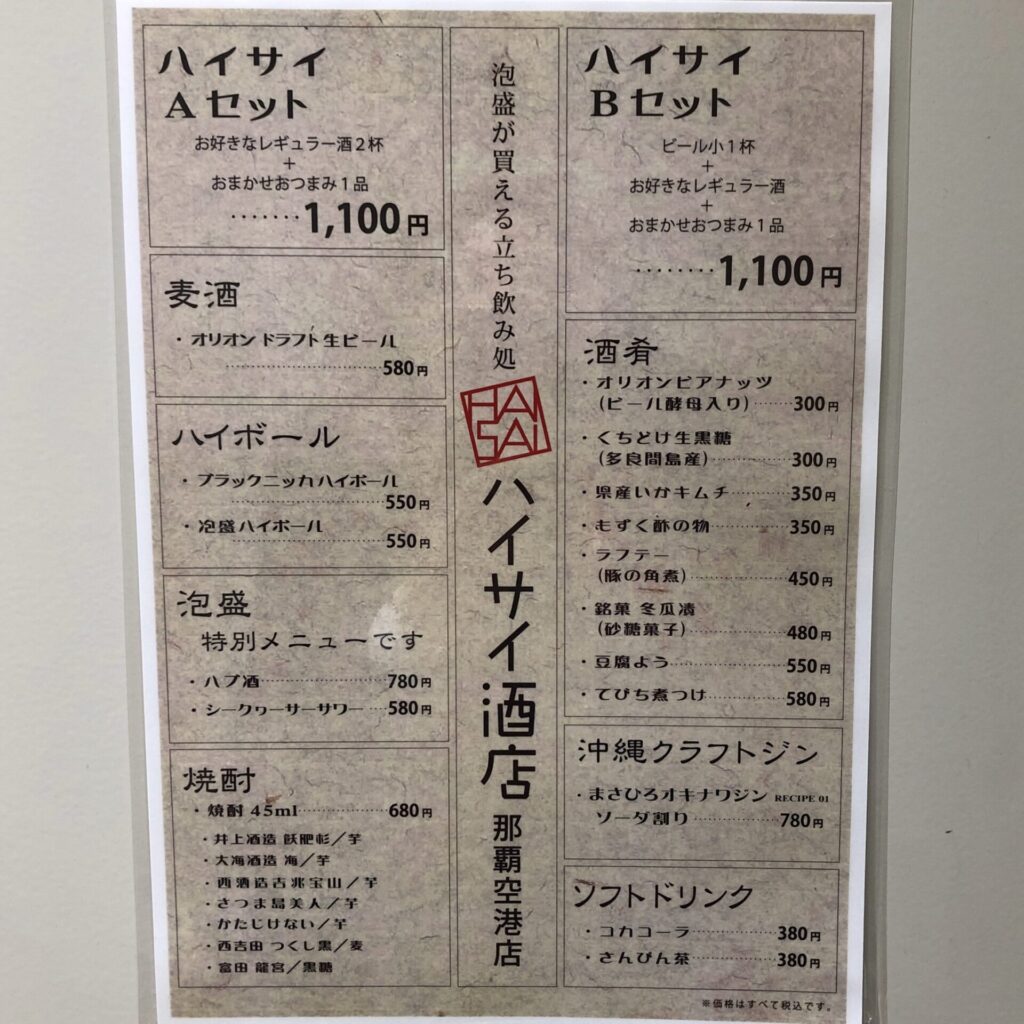 ハイサイ
Aセット
お好きなレギュラー酒2杯
+
おまかせおつまみ1品
‥‥‥1,100円
麦酒
・オリオンドラフト生ビール
‥‥‥580円
ハイボール
・ブラックニッカハイボール
‥‥‥550円
・泡盛ハイボール
‥‥‥550円
泡盛
特別メニューです
・ハブ酒‥‥‥780円
・シークヮーサーサワー‥‥‥580円
焼酎
・焼酎 45ml‥‥‥680円
・井上酒造 飫肥杉/芋
・大海酒造 海/芋
・西酒造吉兆宝山/芋
・さつま島美人/芋
・かたじけない/芋
・西吉田 つくし黒/麦
・富田 龍宮/黒糖
泡盛が買える立ち飲み処
HAISAi
ハイサイ酒店
那覇空港店
ハイサイ
Bセット
ビール小1杯
+
お好きなレギュラー酒
+
おまかせおつまみ1品
‥‥‥1,100円
酒肴
・オリオンビアナッツ
(ビール酵母入り)‥‥‥300円
・くちどけ生黒糖
(多良間島産)‥‥‥300円
・県産いかキムチ‥‥‥350円
・もずく酢の物‥‥‥350円
・ラフテー
(豚の角煮)‥‥‥450円
・銘菓 冬瓜漬
(砂糖菓子)‥‥‥480円
・豆腐よう‥‥‥550円
・てびち煮つけ‥‥‥580円
沖縄クラフトジン
・まさひろオキナワジン RECIPE 01
ソーダ割り‥‥‥780円
ソフトドリンク
・コカコーラ‥‥‥380円
・さんぴん茶‥‥‥380円
※価格はすべて税込です。